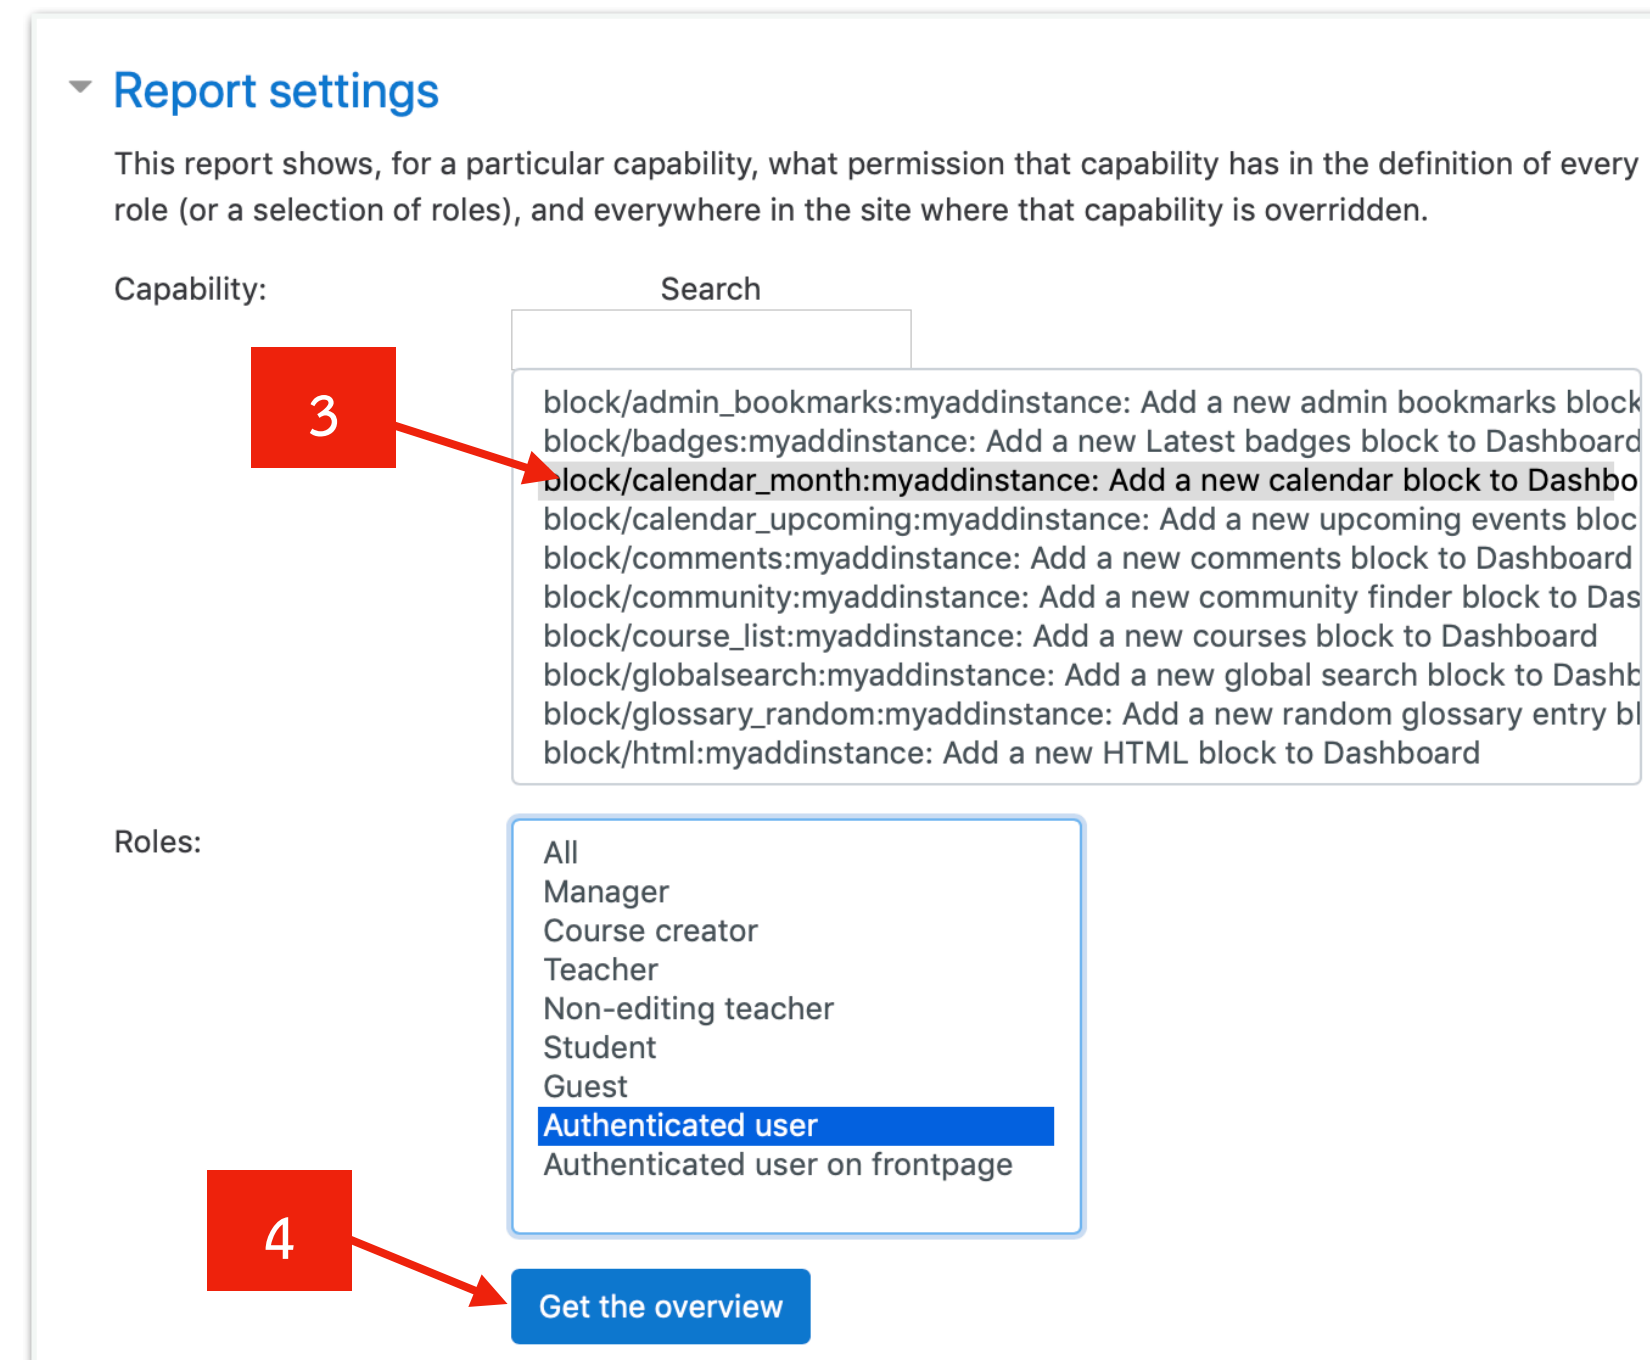 Report settings
This report shows, for a particular capability, what permission that capability has in the definition of every
role (or a selection of roles), and everywhere in the site where that capability is overridden.
Capability:
Search
3
block/admin_bookmarks:myaddinstance: Add a new admin bookmarks block
block/badges:myaddinstance: Add a new Latest badges block to Dashboard
block/calendar_month:myaddinstance: Add a new calendar block to Dashbo
block/calendar_upcoming:myaddinstance: Add a new upcoming events bloc
block/comments:myaddinstance: Add a new comments block to Dashboard
block/community:myaddinstance: Add a new community finder block to Das
block/course_list:myaddinstance: Add a new courses block to Dashboard
block/globalsearch:myaddinstance: Add a new global search block to Dashb
block/glossary_random:myaddinstance: Add a new random glossary entry bl
block/html:myaddinstance: Add a new HTML block to Dashboard
Roles:
All
Manager
Course creator
Teacher
Non-editing teacher
Student
Guest
Authenticated user
Authenticated user on frontpage
4
Get the overview